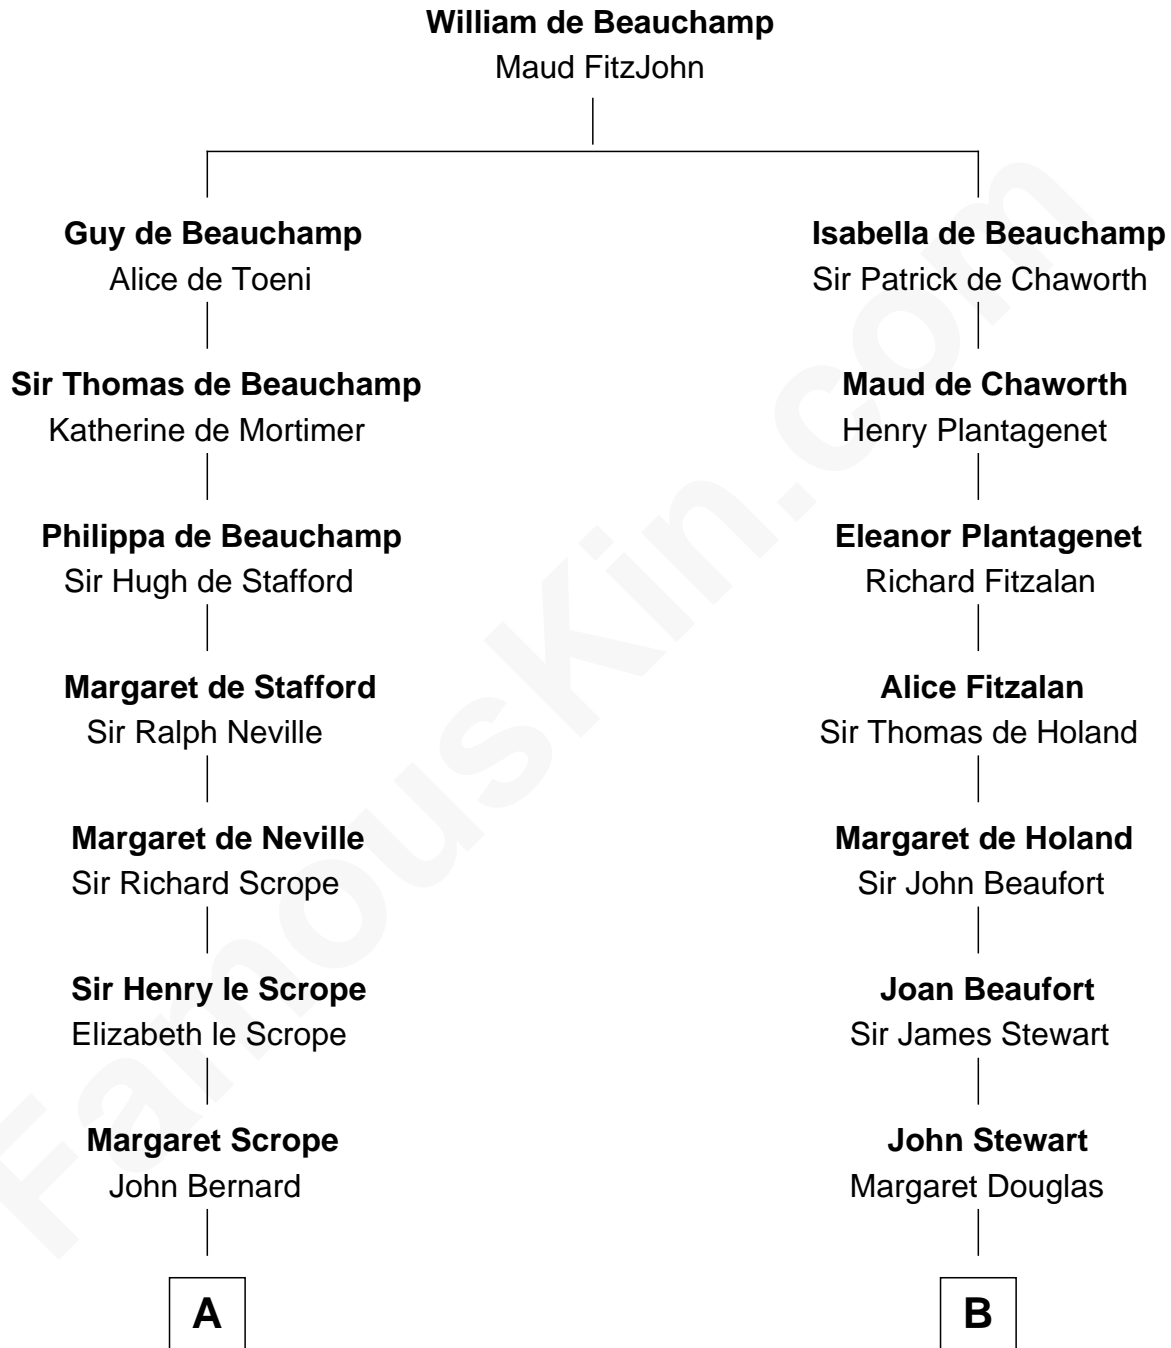 William de Beauchamp
Maud FitzJohn
Guy de Beauchamp
Alice de Toeni
Isabella de Beauchamp
Sir Patrick de Chaworth
Sir Thomas de Beauchamp
Katherine de Mortimer
Maud de Chaworth
Henry Plantagenet
Philippa de Beauchamp
Sir Hugh de Stafford
Eleanor Plantagenet
Richard Fitzalan
Margaret de Stafford
Sir Ralph Neville
Alice Fitzalan
Sir Thomas de Holand
Margaret de Neville
Sir Richard Scrope
Margaret de Holand
Sir John Beaufort
Sir Henry le Scrope
Elizabeth le Scrope
Joan Beaufort
Sir James Stewart
Margaret Scrope
John Bernard
John Stewart
Margaret Douglas
A
B
FamousKin.com